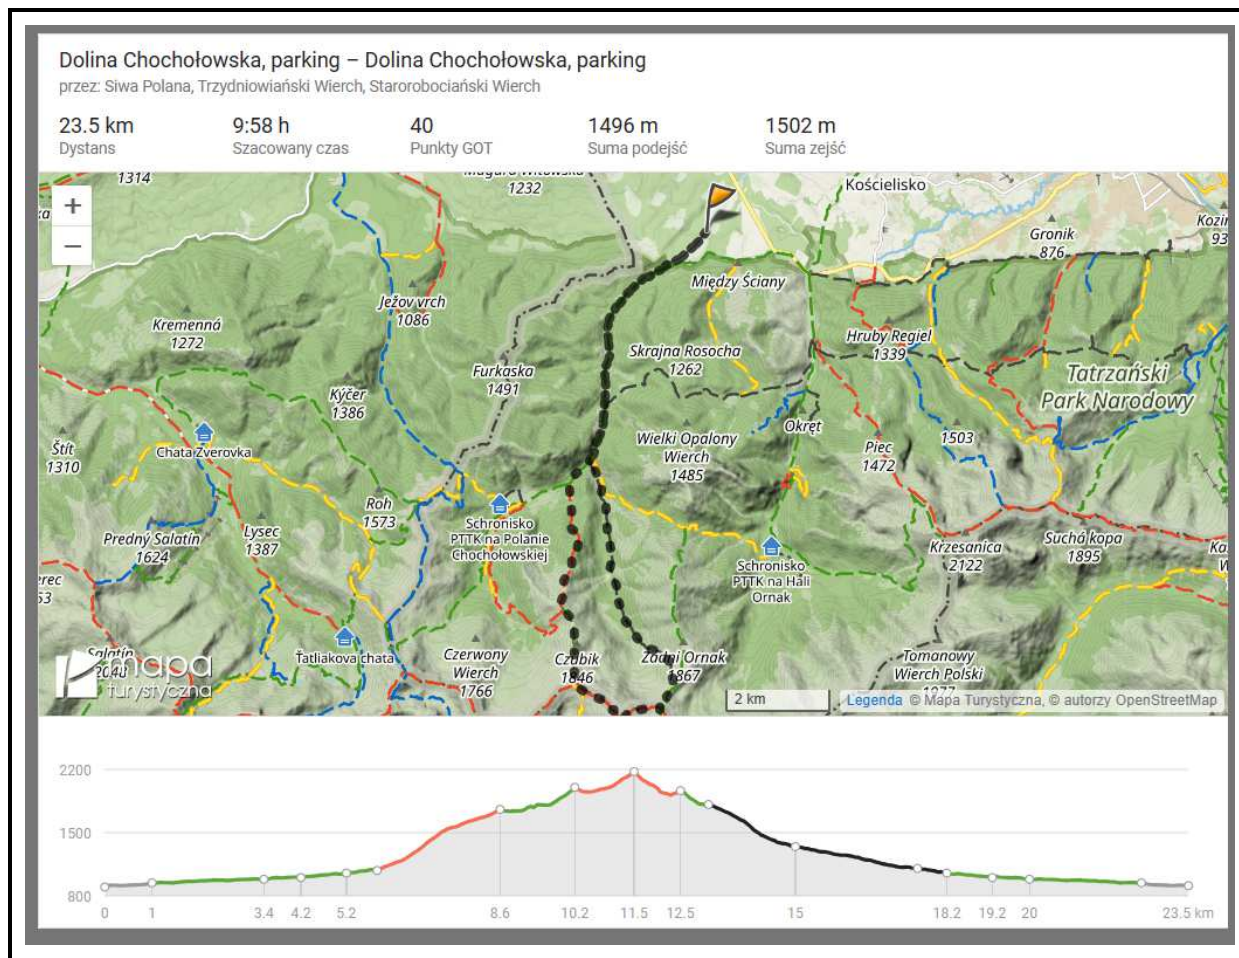 Dolina Chochołowska, parking – Dolina Chochołowska, parking
przez: Siwa Polana, Trzydniowiański Wierch, Starorobociański Wierch
23.5 km
9:58 h
40
1496 m
1502 m
Dystans
Szacowany czas
Punkty GOT
Suma podejść
Suma zejść
1314
1232
Kościelisko
+
−
Gronik
876
93
Między Ściany
Ježov vrch
1086
Kremenná
1272
Hruby Regiel
1339
Skrajna Rosocha
1262
Furkaska
1491
Tatrzański
Park Narodowy
Kýčer
1386
Okręt
Wielki Opalony
Wierch
1485
Piec
1472
1503
Štít
1310
Chata Zverovka
Roh
1573
Schronisko
PTTK na Polanie
Chochołowskiej
Predný Salatín
1624
Lysec
1387
Krzesanica
2122
Suchá kopa
1895
Schronisko
PTTK na Hali
Ornak
Ťatliakova chata
Czerwony
Wierch
1766
Czubik
1846
Zadni Ornak
1867
Tomanowy
Wierch Polski
Salatín
mapa
turystyczna
2 km
Legenda © Mapa Turystyczna, © autorzy OpenStreetMap
2200
1500
800
0 1 3.4 4.2 5.2 8.6 10.2 11.5 12.5 15 18.2 19.2 20 23.5 km